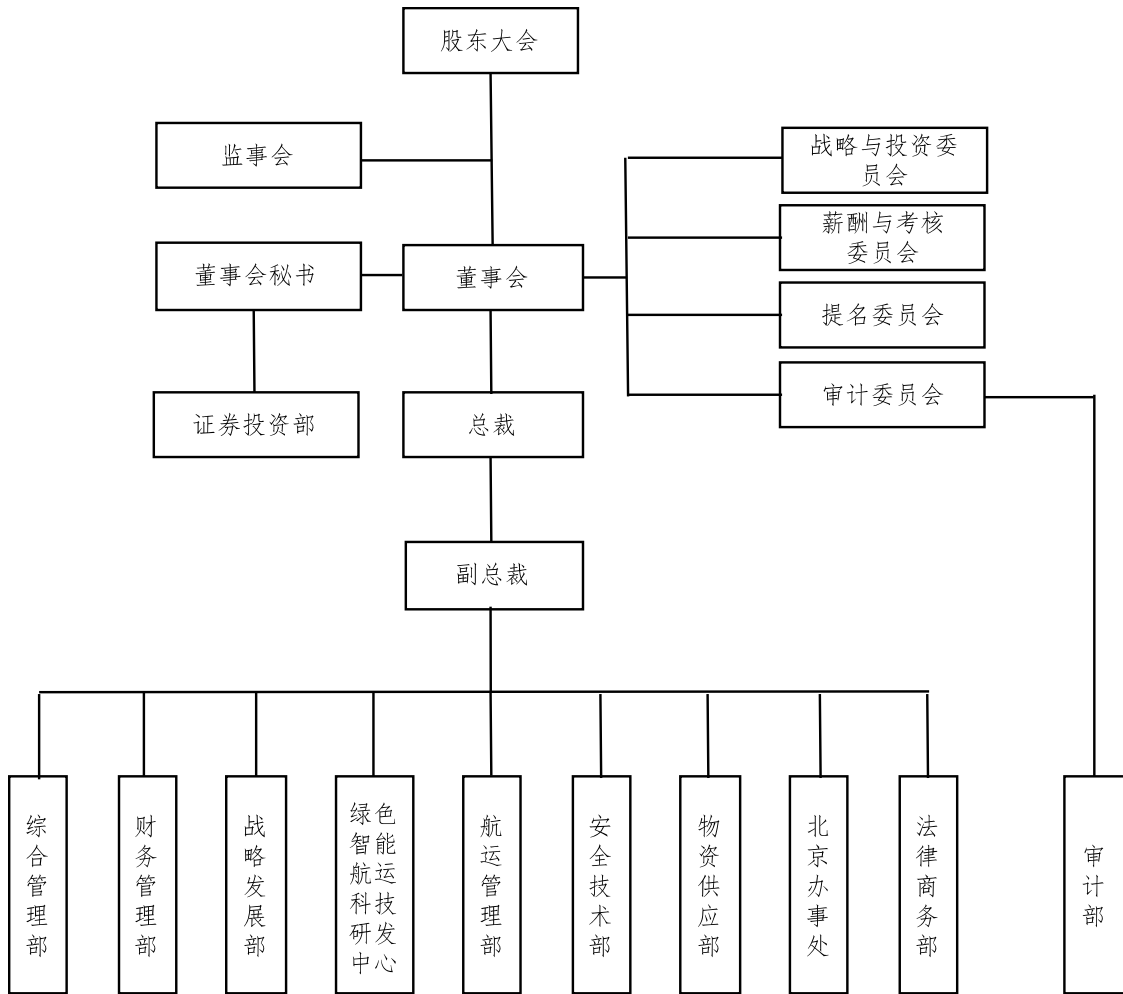 股东大会
监事会
战略与投资委
员会
薪酬与考核
委员会
董事会秘书
董事会
提名委员会
审计委员会
证券投资部
总裁
副总裁
综合管理部
财务管理部
战略发展部
绿色
智能
航运
科技
研发
中心
航运管理部
安全技术部
物资供应部
北京办事处
法律商务部
审计部